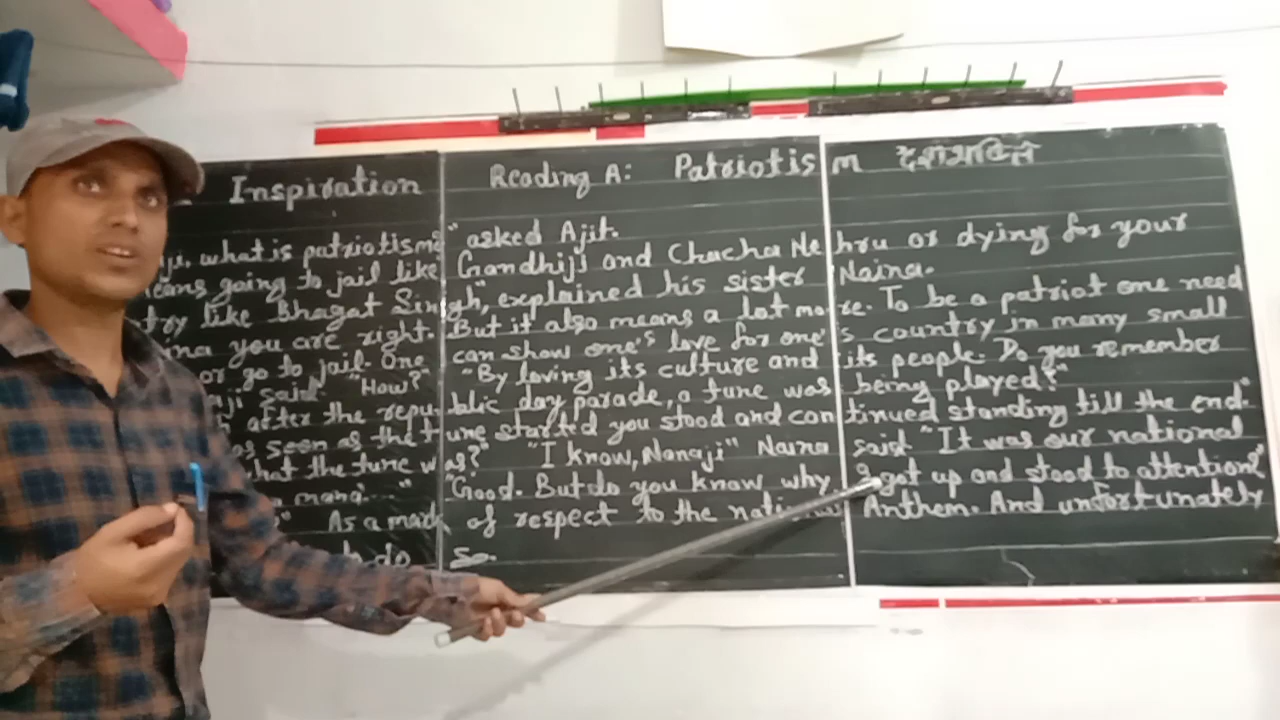 Inspiration Reading A: Patriotism देशभक्ति
ji, what is patriotism?" asked Ajit.
eans going to jail like Gandhiji and Chacha Nehru or dying for your
try like Bhagat Singh", explained his sister Naina.
na you are right. But it also means a lot more. To be a patriot one need
or go to jail. One can show one's love for one's country in many small
ji" said. "How?" "By loving its culture and its people. Do you remember
after the republic day parade, a tune was being played?"
as seen as the tune started you stood and continued standing till the end."
hat the tune was?" "I know, Nanaji" Naina said. "It was our national
mana...." "Good. But do you know why got up and stood to attention?"
As a mark of respect to the national Anthem. And unfortunately
h do so.